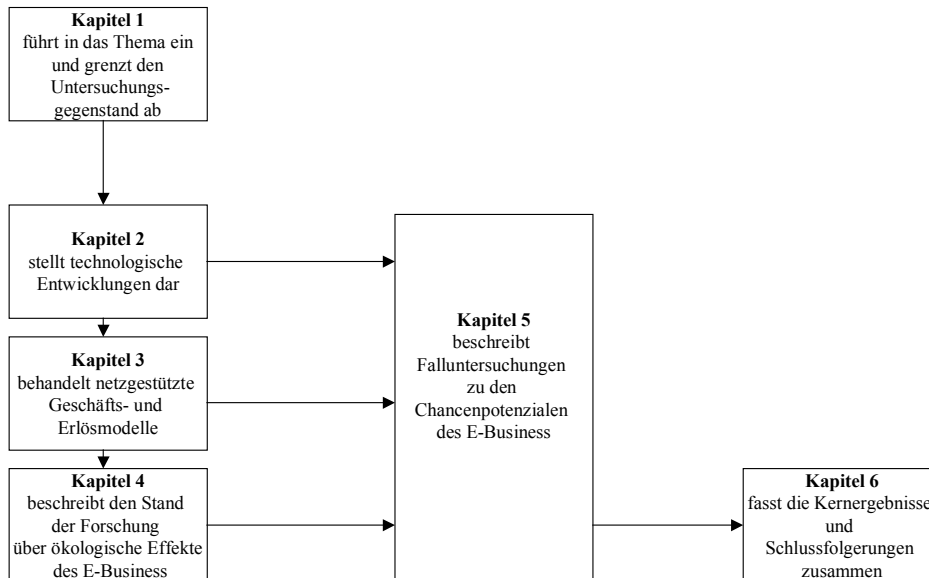 Kapitel 1
führt in das Thema ein
und grenzt den
Untersuchungs-
gegenstand ab
Kapitel 2
stellt technologische
Entwicklungen dar
Kapitel 3
behandelt netzgestützte
Geschäfts- und
Erlösmodelle
Kapitel 4
beschreibt den Stand
der Forschung
über ökologische Effekte
des E-Business
Kapitel 5
beschreibt
Falluntersuchungen
zu den
Chancenpotenzialen
des E-Business
Kapitel 6
fasst die Kernergebnisse
und
Schlussfolgerungen
zusammen